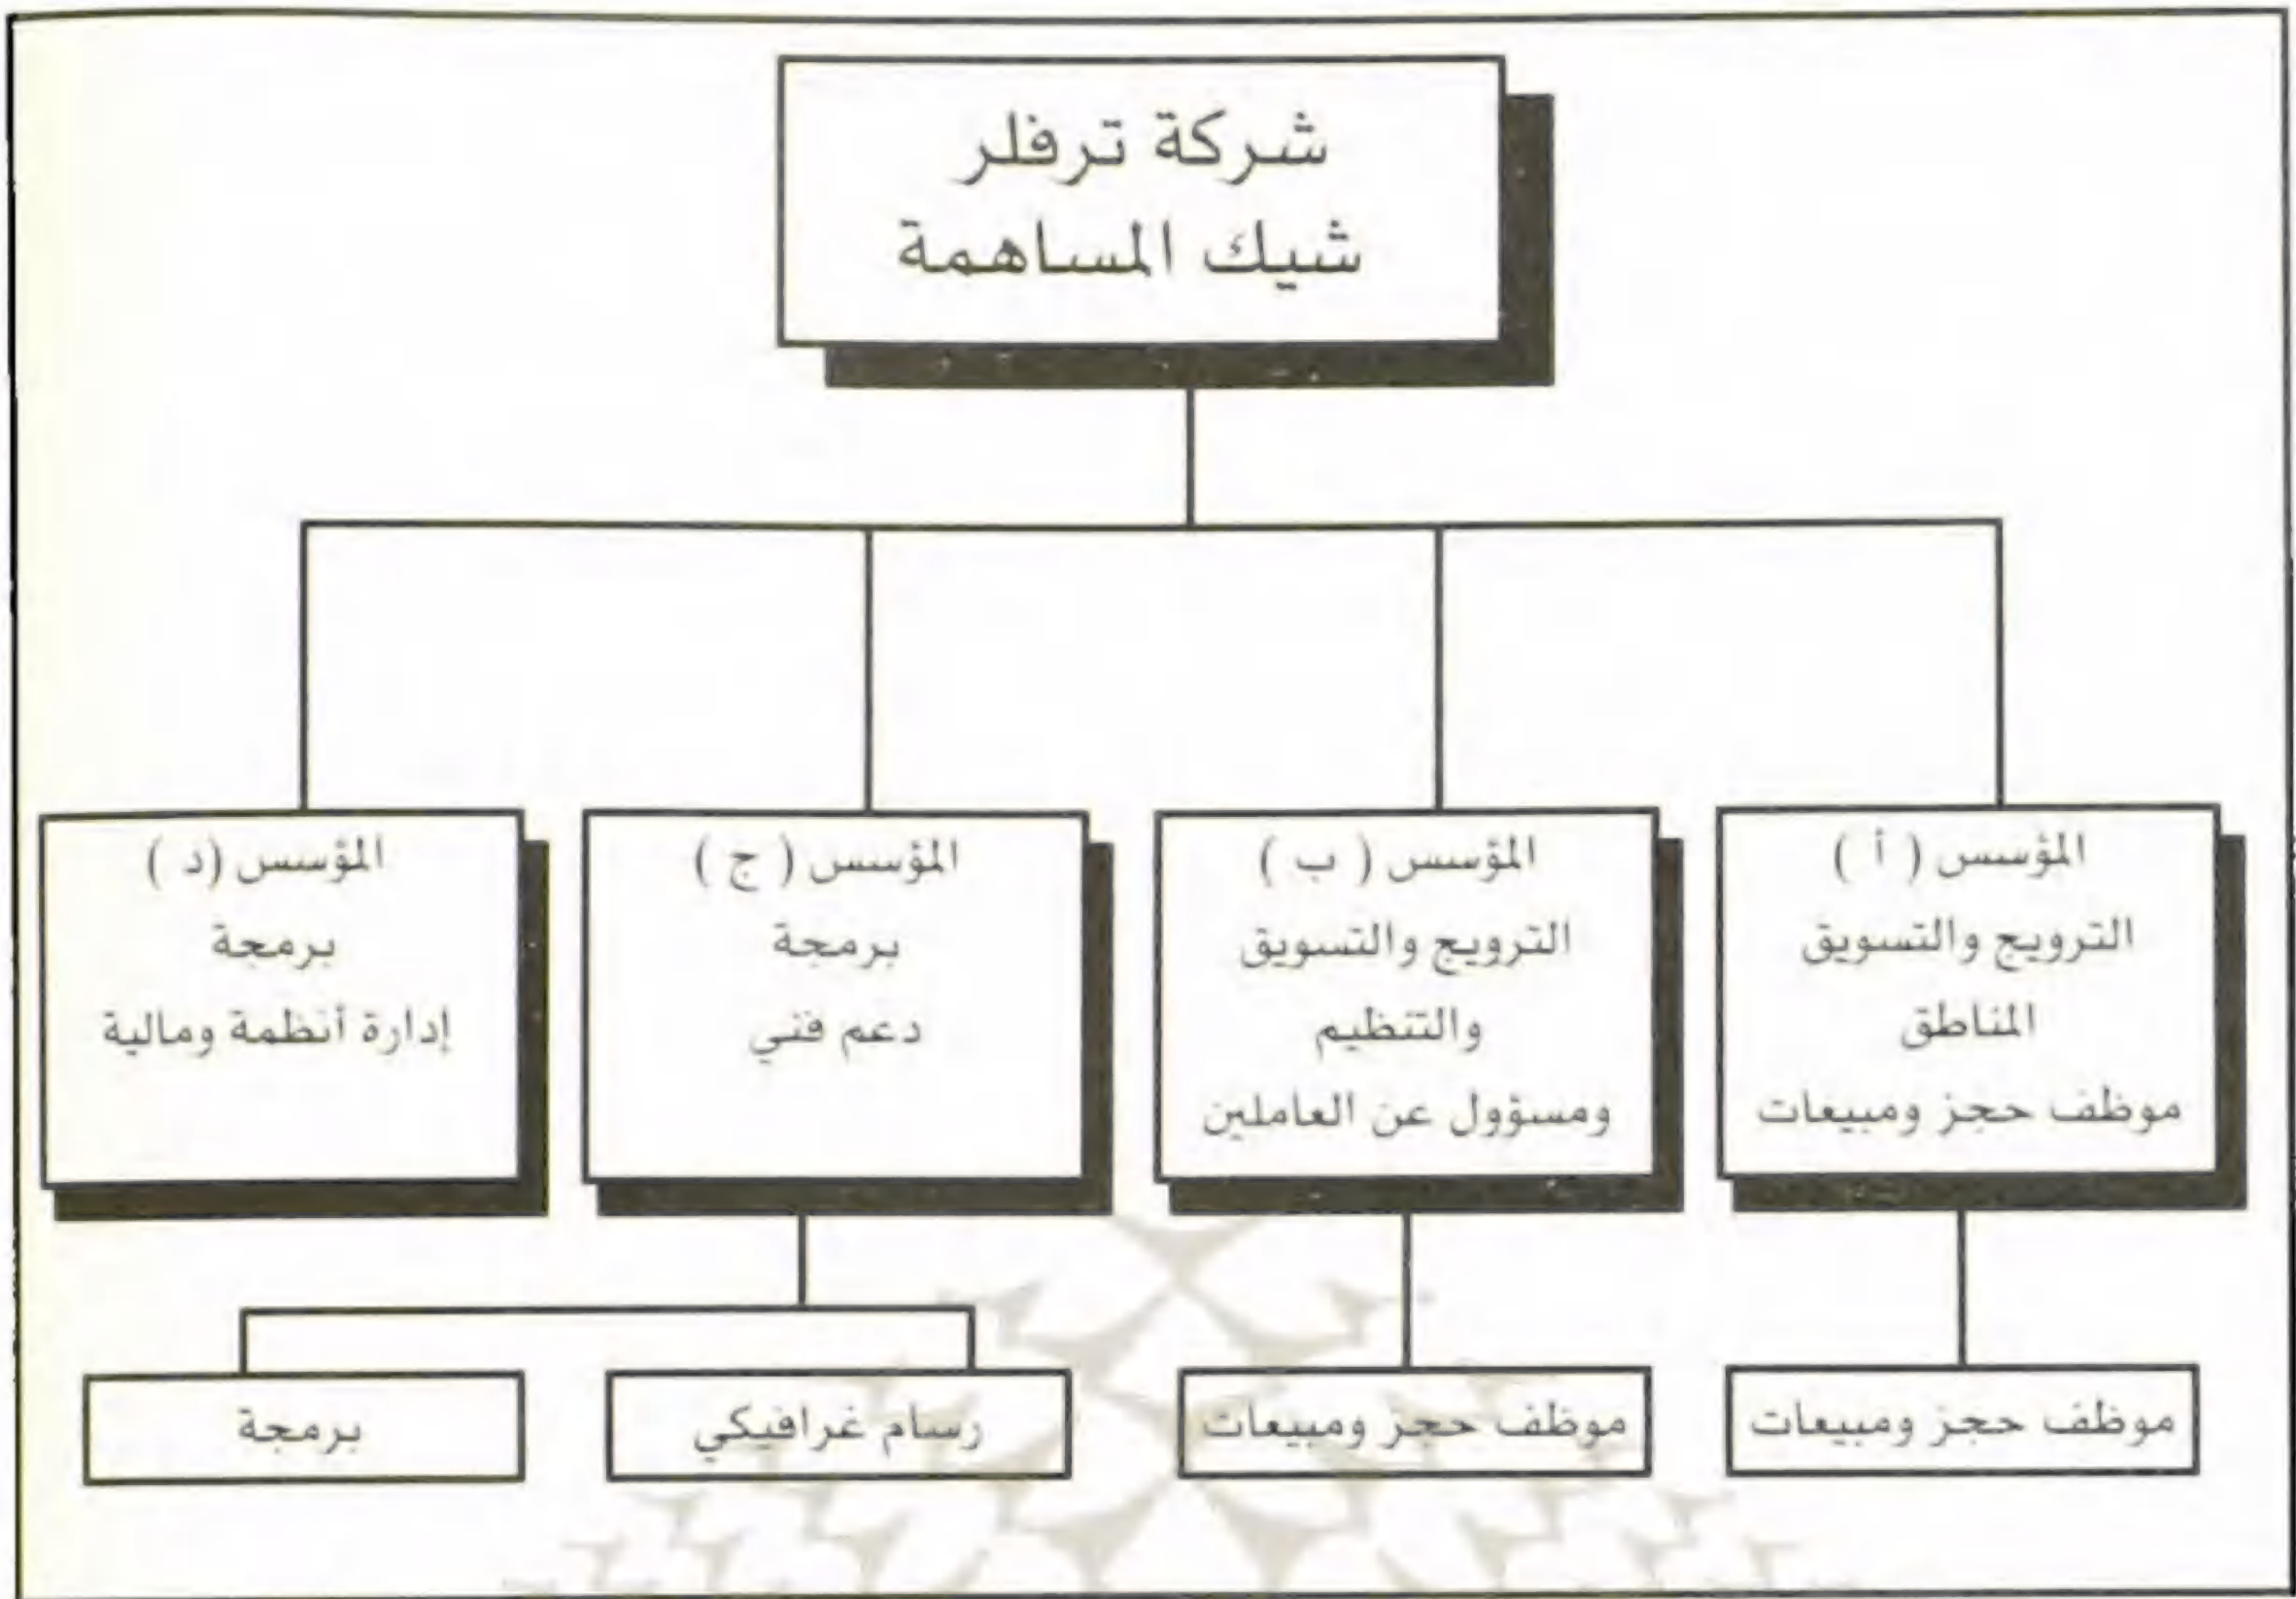 شركة ترفلر
شيك المساهمة
المؤسس ( أ )
الترويج والتسويق
المناطق
موظف حجز ومبيعات
المؤسس ( ب )
الترويج والتسويق
والتنظيم
ومسؤول عن العاملين
المؤسس ( ج )
برمجة
دعم فني
المؤسس (د )
برمجة
إدارة أنظمة ومالية
موظف حجز ومبيعات
موظف حجز ومبيعات
رسام غرافيكي
برمجة